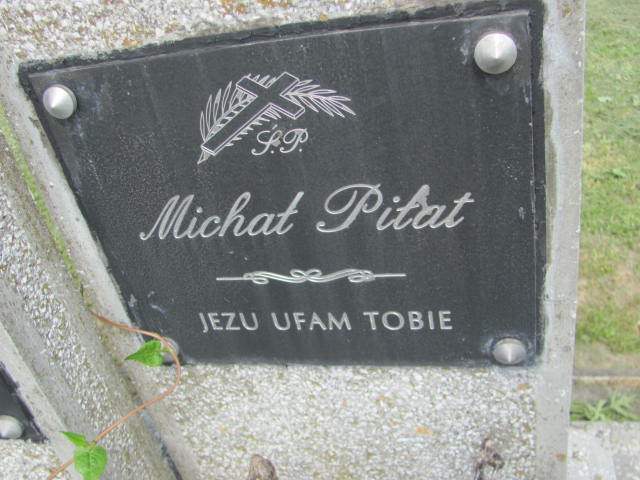 Ś.P.
Michał Piłat
JEZU UFAM TOBIE